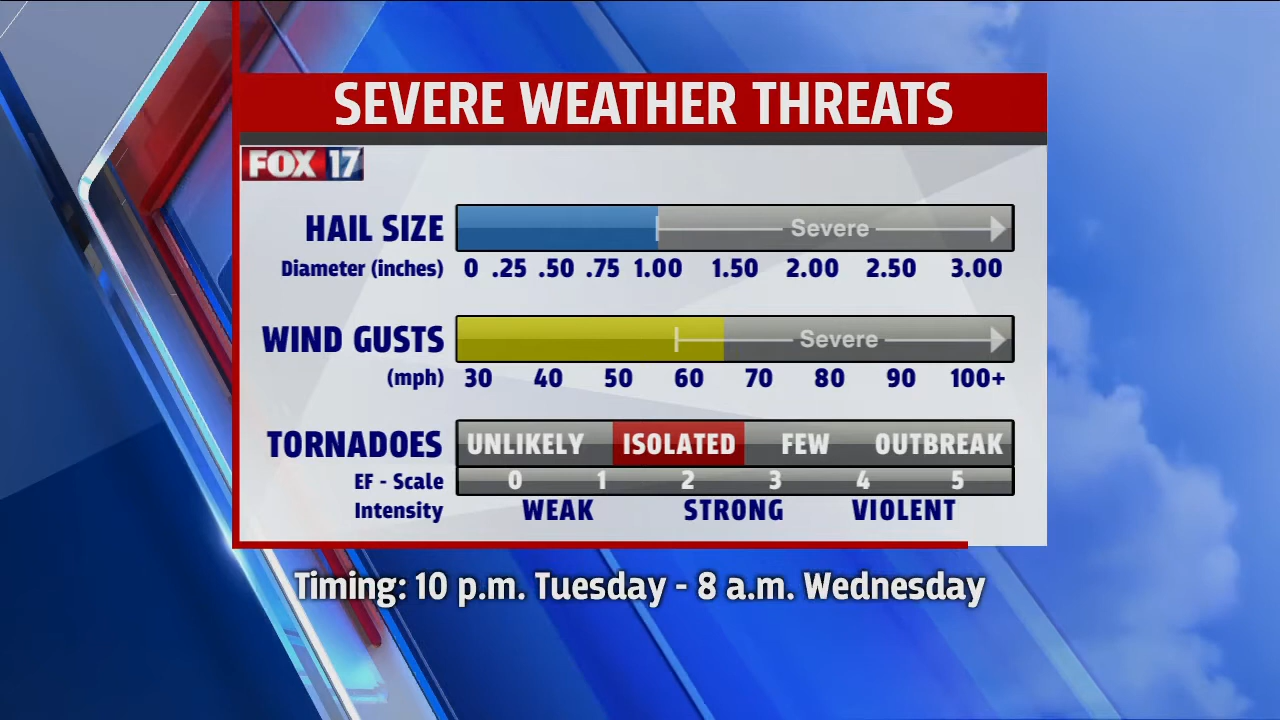 SEVERE WEATHER THREATS
FOX 17
HAIL SIZE Severe
Diameter (inches) 0 .25 .50 .75 1.00 1.50 2.00 2.50 3.00
WIND GUSTS Severe
(mph) 30 40 50 60 70 80 90 100+
TORNADOES UNLIKELY ISOLATED FEW OUTBREAK
EF - Scale 0 1 2 3 4 5
Intensity WEAK STRONG VIOLENT
Timing: 10 p.m. Tuesday - 8 a.m. Wednesday